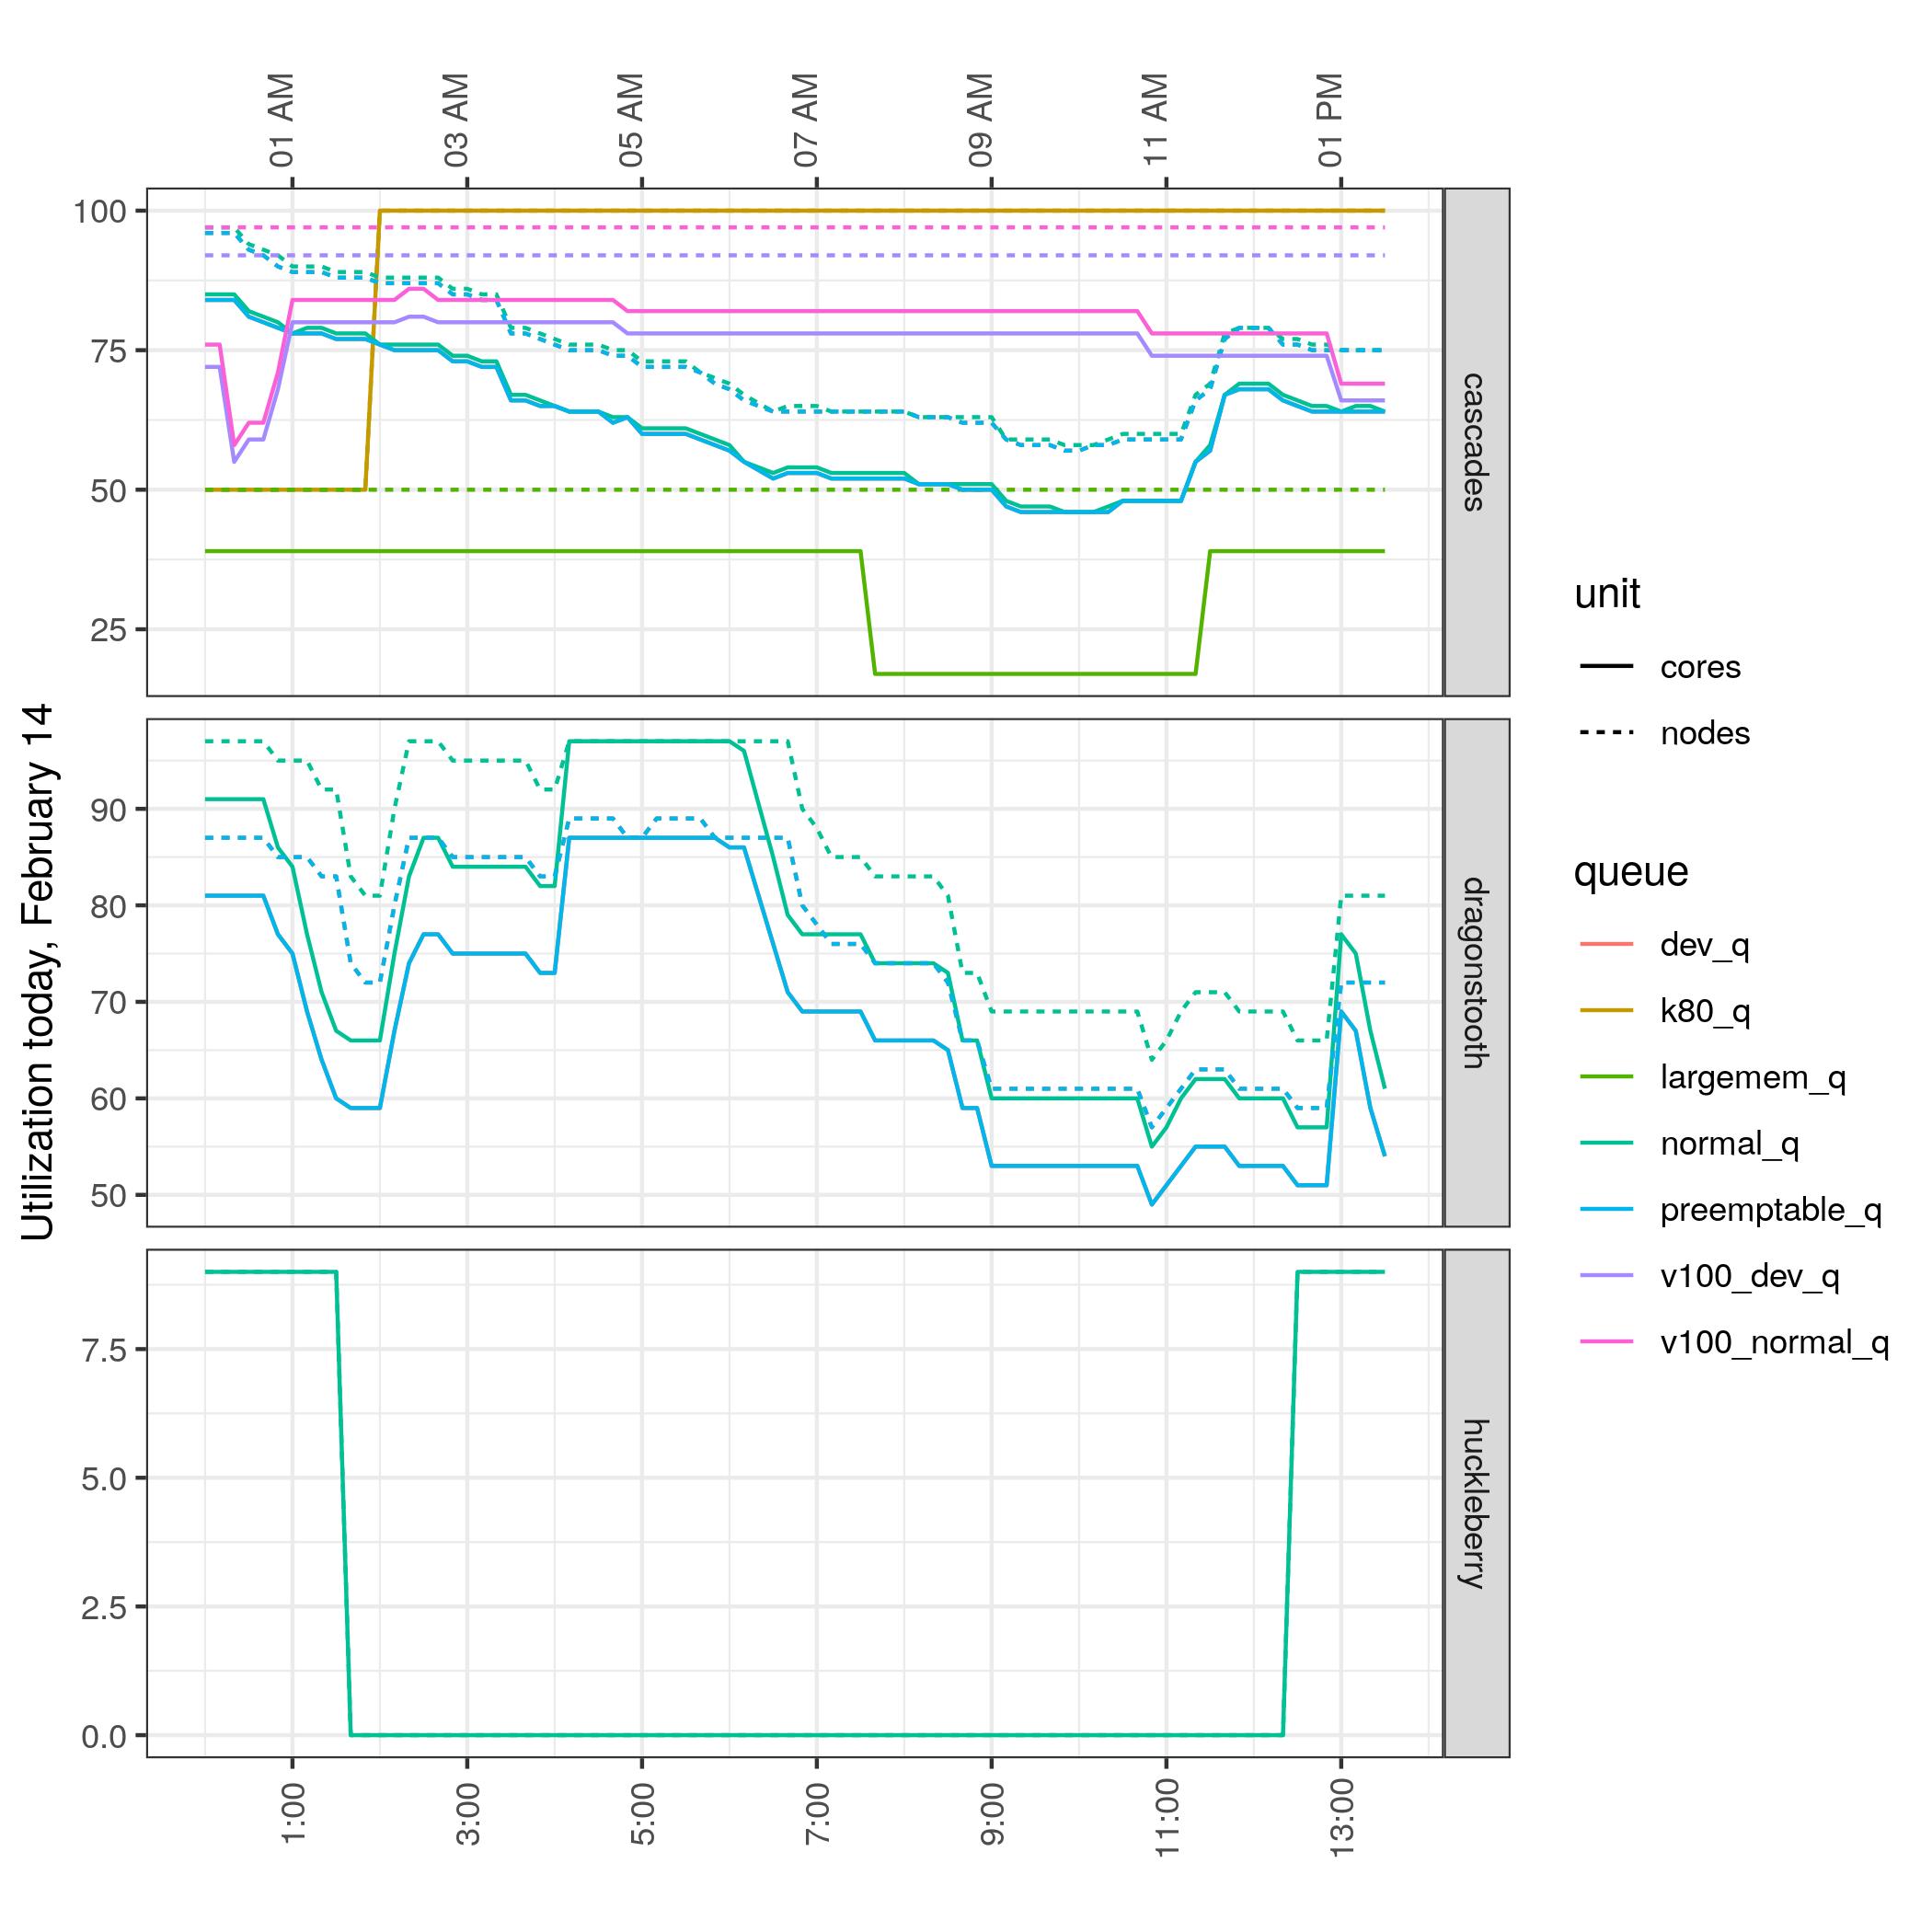 01 AM
03 AM
05 AM
07 AM
09 AM
11 AM
01 PM
Utilization today, February 14
100
75
50
25
cascades
90
80
70
60
50
dragonstooth
7.5
5.0
2.5
0.0
huckleberry
1:00
3:00
5:00
7:00
9:00
11:00
13:00
unit
cores
nodes
queue
dev_q
k80_q
largemem_q
normal_q
preemptable_q
v100_dev_q
v100_normal_q